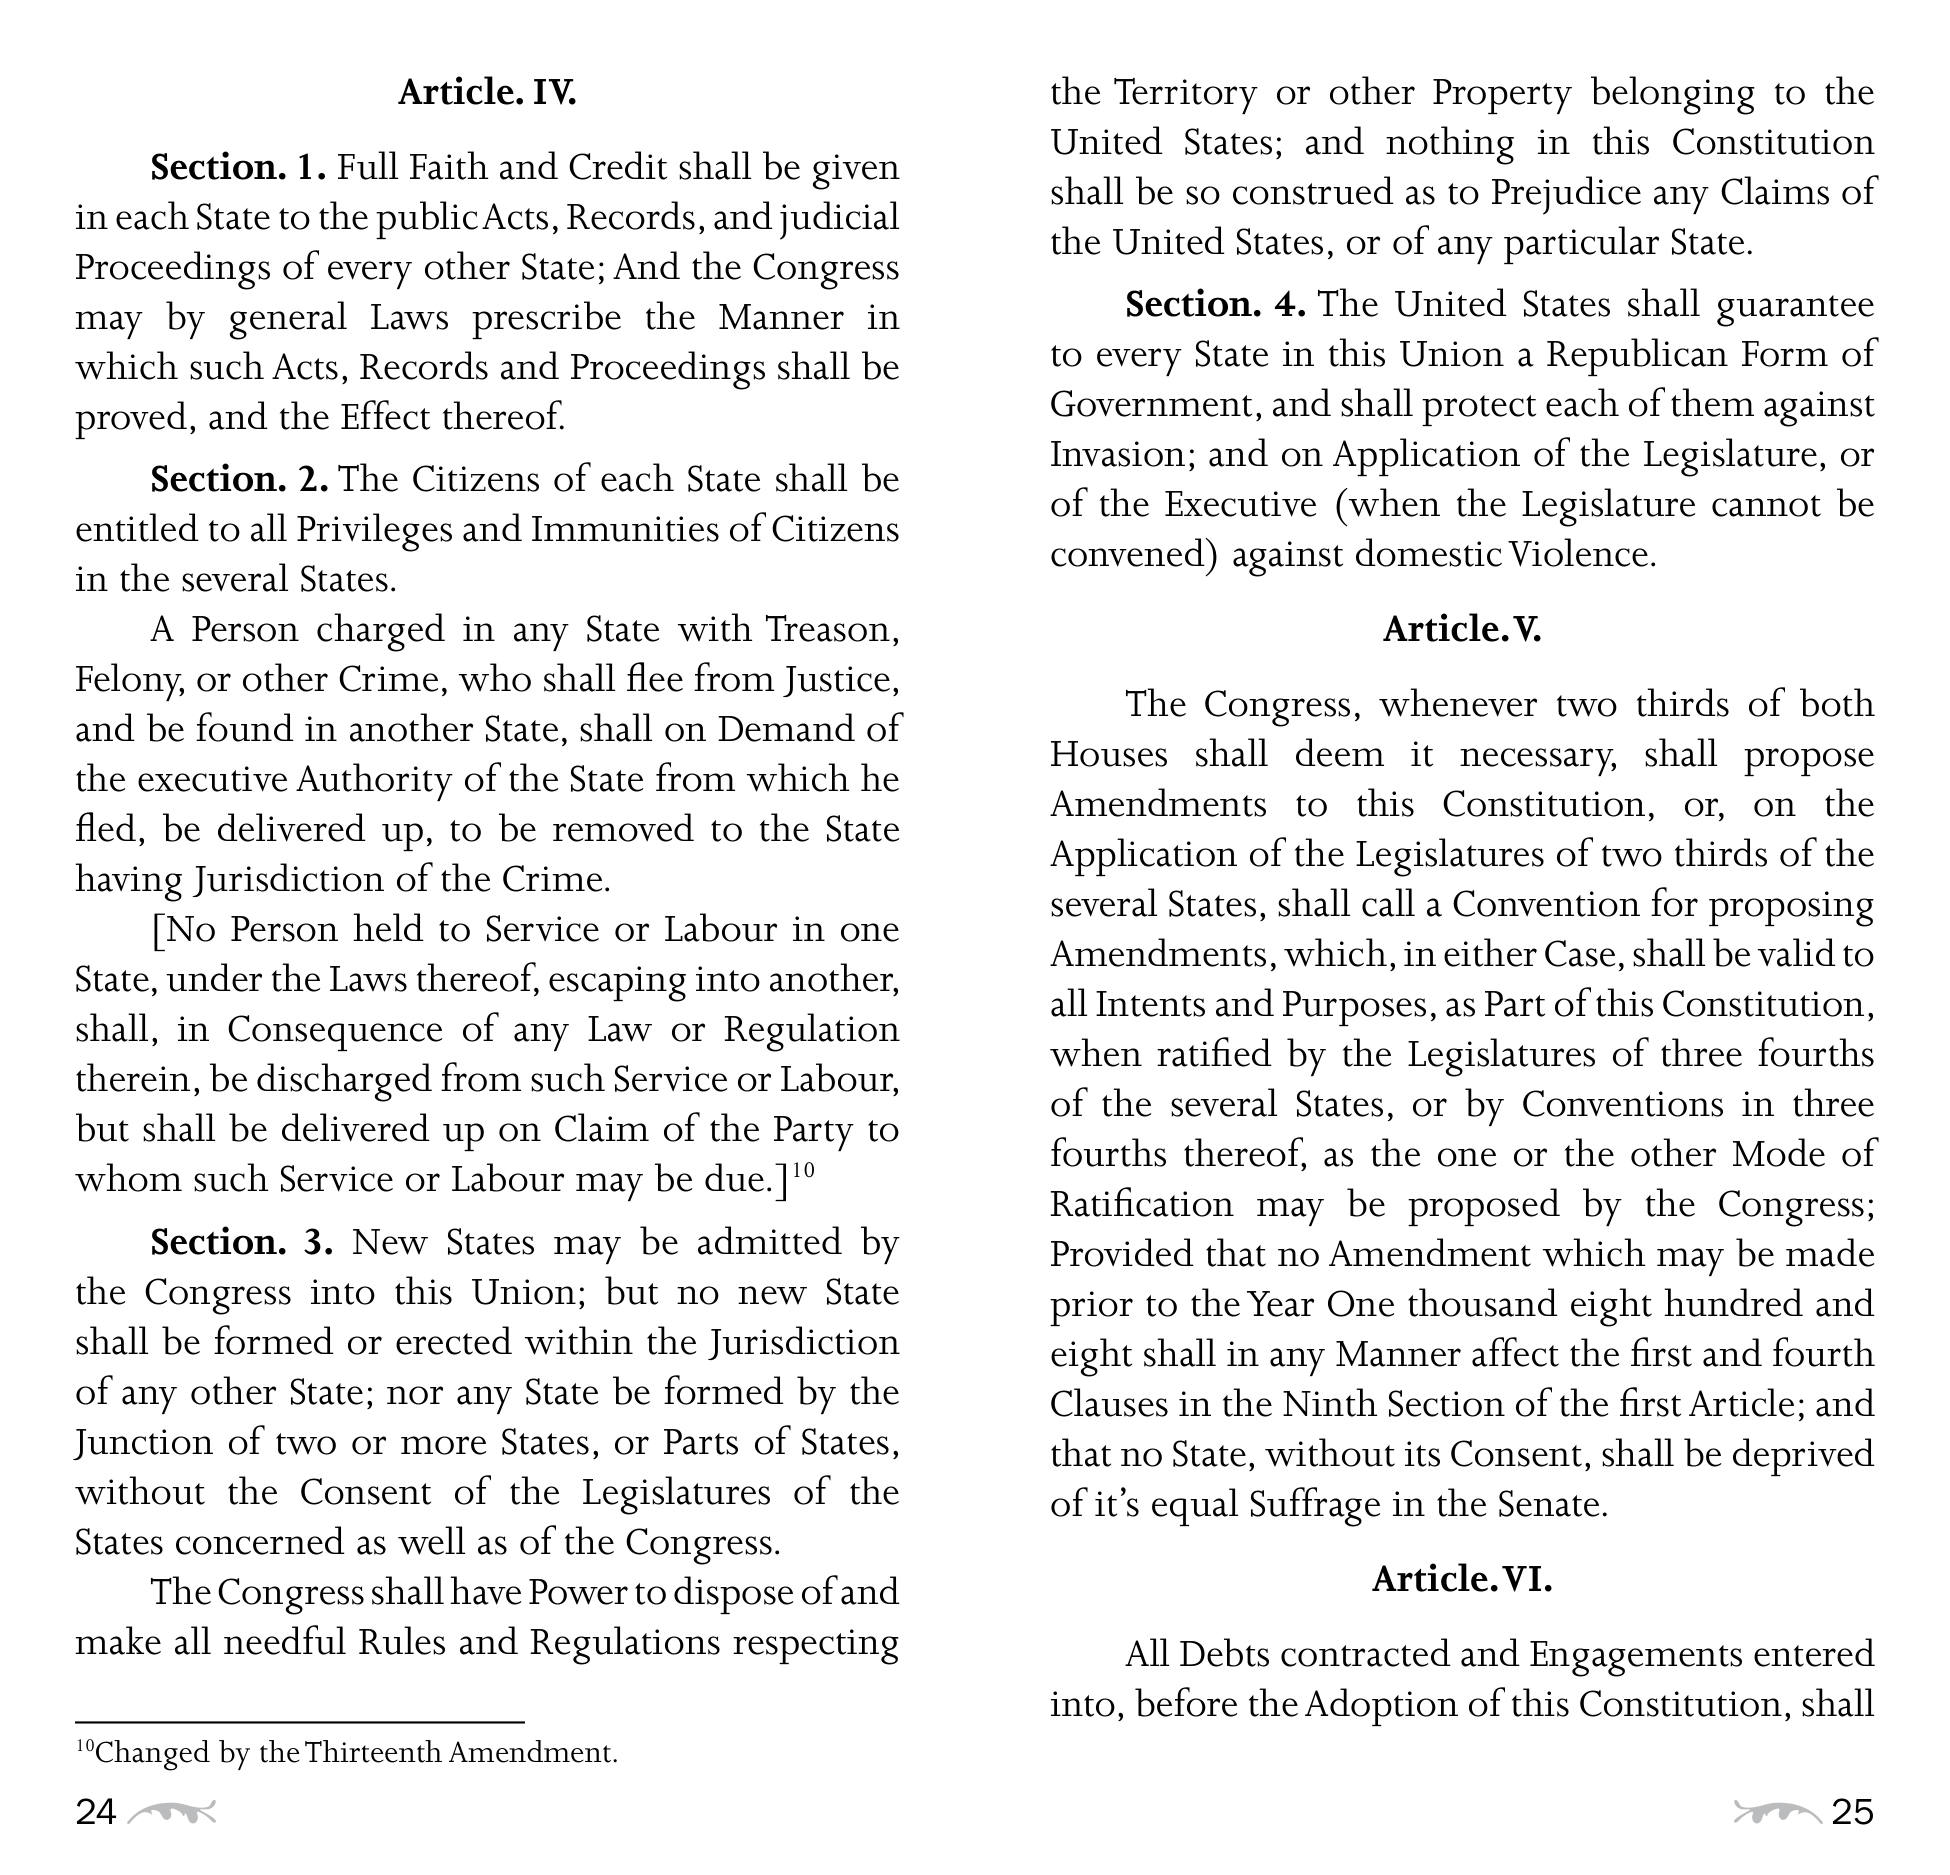 Article. IV.
Section. 1. Full Faith and Credit shall be given
in each State to the public Acts, Records, and judicial
Proceedings of every other State; And the Congress
may by general Laws prescribe the Manner in
which such Acts, Records and Proceedings shall be
proved, and the Effect thereof.
Section. 2. The Citizens of each State shall be
entitled to all Privileges and Immunities of Citizens
in the several States.
A Person charged in any State with Treason,
Felony, or other Crime, who shall flee from Justice,
and be found in another State, shall on Demand of
the executive Authority of the State from which he
fled, be delivered up, to be removed to the State
having Jurisdiction of the Crime.
[No Person held to Service or Labour in one
State, under the Laws thereof, escaping into another,
shall, in Consequence of any Law or Regulation
therein, be discharged from such Service or Labour,
but shall be delivered up on Claim of the Party to
whom such Service or Labour may be due.]10
Section. 3. New States may be admitted by
the Congress into this Union; but no new State
shall be formed or erected within the Jurisdiction
of any other State; nor any State be formed by the
Junction of two or more States, or Parts of States,
without the Consent of the Legislatures of the
States concerned as well as of the Congress.
The Congress shall have Power to dispose of and
make all needful Rules and Regulations respecting
10Changed by the Thirteenth Amendment.
24
the Territory or other Property belonging to the
United States; and nothing in this Constitution
shall be so construed as to Prejudice any Claims of
the United States, or of any particular State.
Section. 4. The United States shall guarantee
to every State in this Union a Republican Form of
Government, and shall protect each of them against
Invasion; and on Application of the Legislature, or
of the Executive (when the Legislature cannot be
convened) against domestic Violence.
Article. V.
The Congress, whenever two thirds of both
Houses shall deem it necessary, shall propose
Amendments to this Constitution, or, on the
Application of the Legislatures of two thirds of the
several States, shall call a Convention for proposing
Amendments, which, in either Case, shall be valid to
all Intents and Purposes, as Part of this Constitution,
when ratified by the Legislatures of three fourths
of the several States, or by Conventions in three
fourths thereof, as the one or the other Mode of
Ratification may be proposed by the Congress;
Provided that no Amendment which may be made
prior to the Year One thousand eight hundred and
eight shall in any Manner affect the first and fourth
Clauses in the Ninth Section of the first Article; and
that no State, without its Consent, shall be deprived
of it’s equal Suffrage in the Senate.
Article. VI.
All Debts contracted and Engagements entered
into, before the Adoption of this Constitution, shall
25